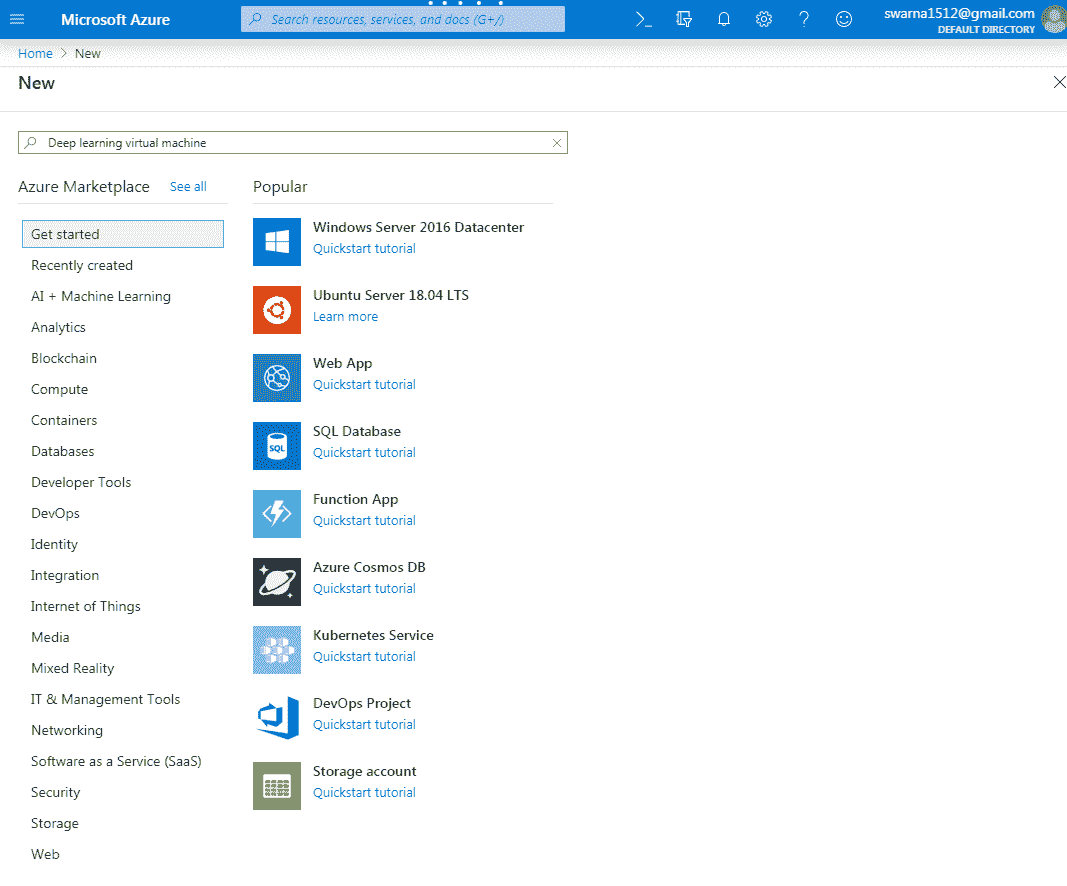 Microsoft Azure
Search resources, services, and docs (G+/)
swarna1512@gmail.com
DEFAULT DIRECTORY
Home > New
New
Deep learning virtual machine
Azure Marketplace See all
Popular
Get started
Recently created
AI + Machine Learning
Analytics
Blockchain
Compute
Containers
Databases
Developer Tools
DevOps
Identity
Integration
Internet of Things
Media
Mixed Reality
IT & Management Tools
Networking
Software as a Service (SaaS)
Security
Storage
Web
Windows Server 2016 Datacenter
Quickstart tutorial
Ubuntu Server 18.04 LTS
Learn more
Web App
Quickstart tutorial
SQL
SQL Database
Quickstart tutorial
Function App
Quickstart tutorial
Azure Cosmos DB
Quickstart tutorial
Kubernetes Service
Quickstart tutorial
DevOps Project
Quickstart tutorial
Storage account
Quickstart tutorial